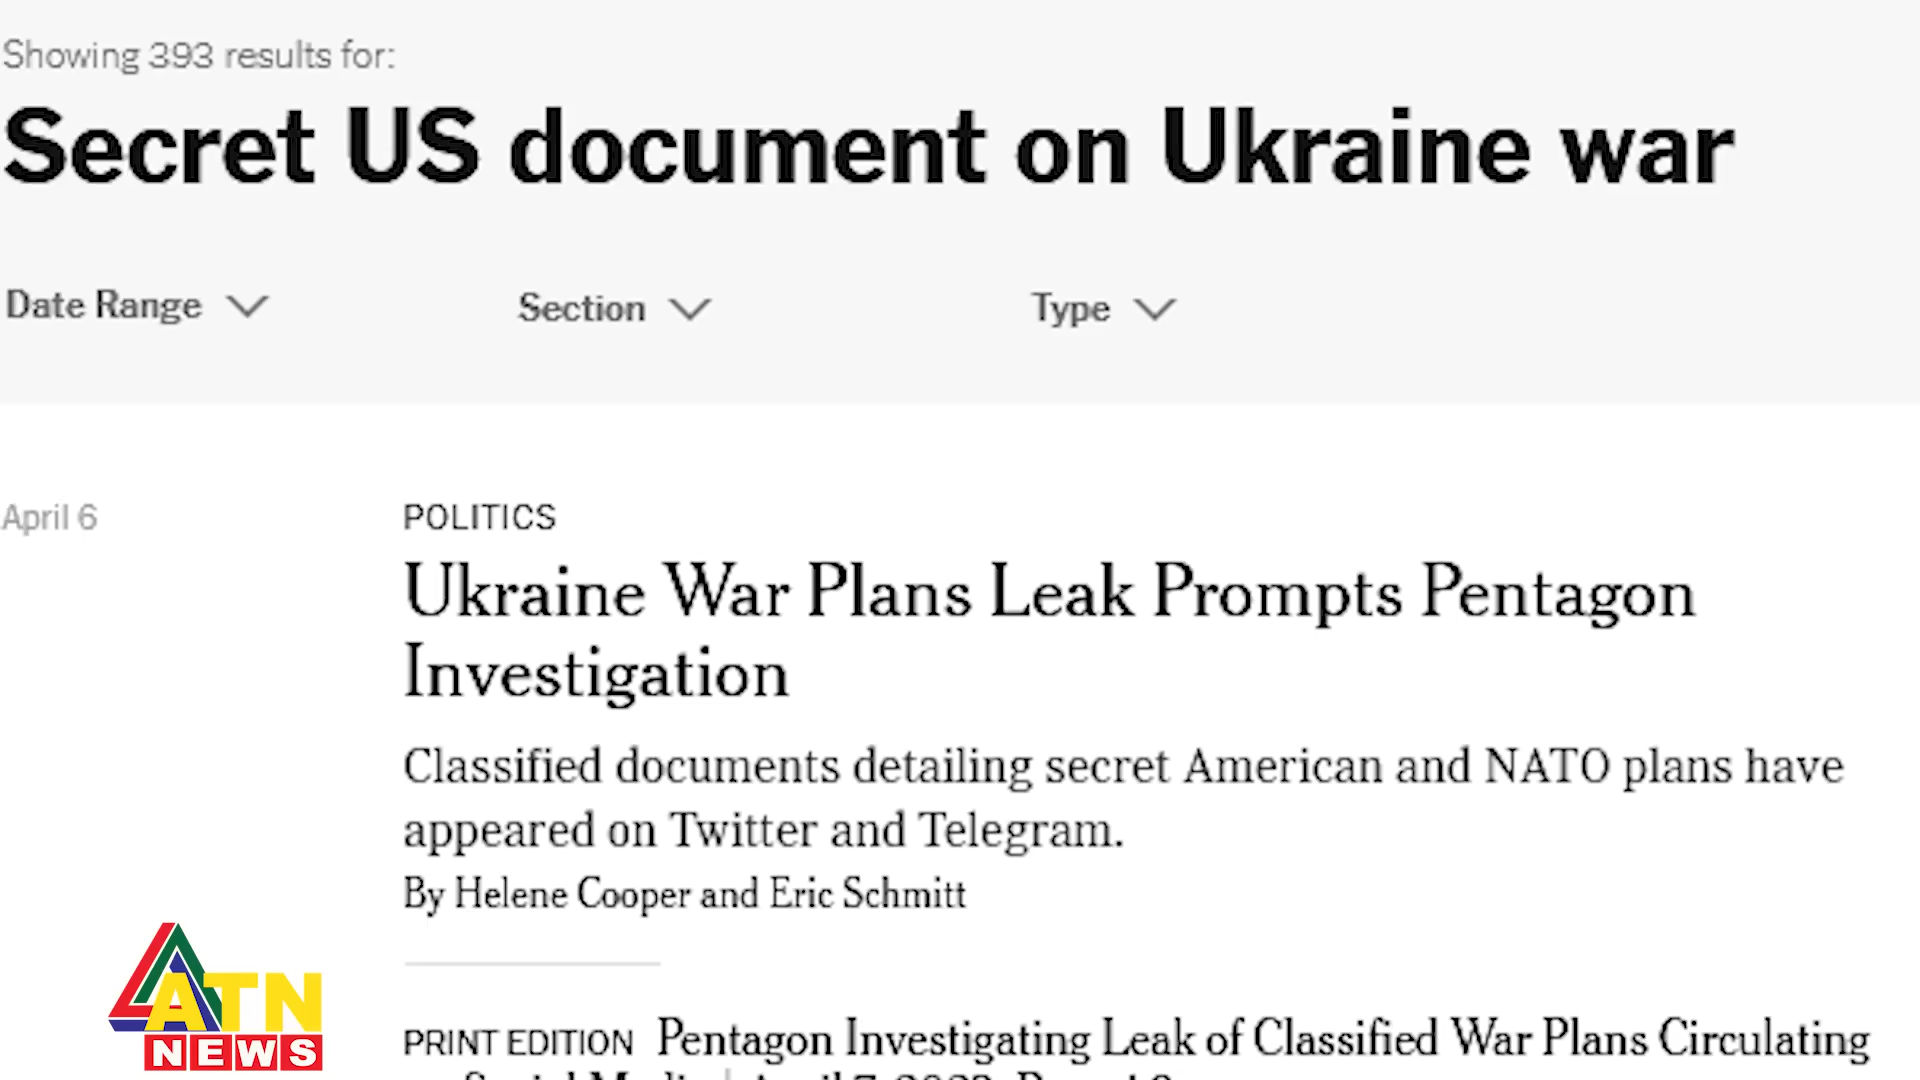 Showing 393 results for:
Secret US document on Ukraine war
Date Range
Section
Type
April 6
POLITICS
Ukraine War Plans Leak Prompts Pentagon
Investigation
Classified documents detailing secret American and NATO plans have
appeared on Twitter and Telegram.
By Helene Cooper and Eric Schmitt
PRINT EDITION Pentagon Investigating Leak of Classified War Plans Circulating
ATN
NEWS